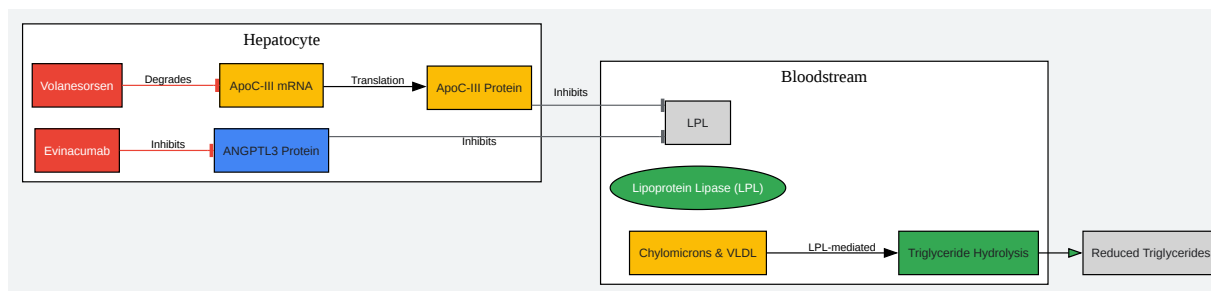 Hepatocyte
Volanesorsen
Degrades
ApoC-III mRNA
Translation
ApoC-III Protein
Inhibits
Evinacumab
Inhibits
ANGPTL3 Protein
Inhibits
Bloodstream
LPL
Lipoprotein Lipase (LPL)
Chylomicrons & VLDL
LPL-mediated
Triglyceride Hydrolysis
Reduced Triglycerides